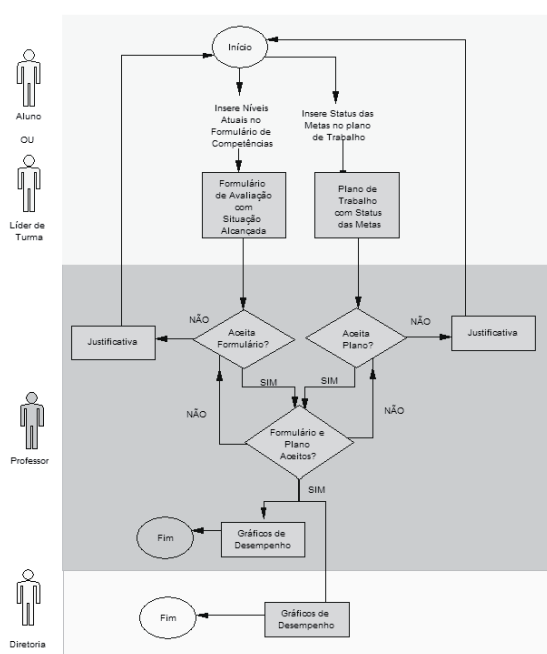 Início
Aluno
OU
Líder de
Turma
Insere Níveis
Atuais no
Formulário de
Competências
Insere Status das
Metas no plano
de Trabalho
Formulário
de Avaliação
com
Situação
Alcançada
Plano de
Trabalho
com Status
das Metas
NÃO
NÃO
Justificativa
Aceita
Formulário?
Aceita
Plano?
Justificativa
SIM
SIM
NÃO
NÃO
Professor
Formulário e
Plano
Aceitos?
SIM
Fim
Gráficos de
Desempenho
Diretoria
Fim
Gráficos de
Desempenho